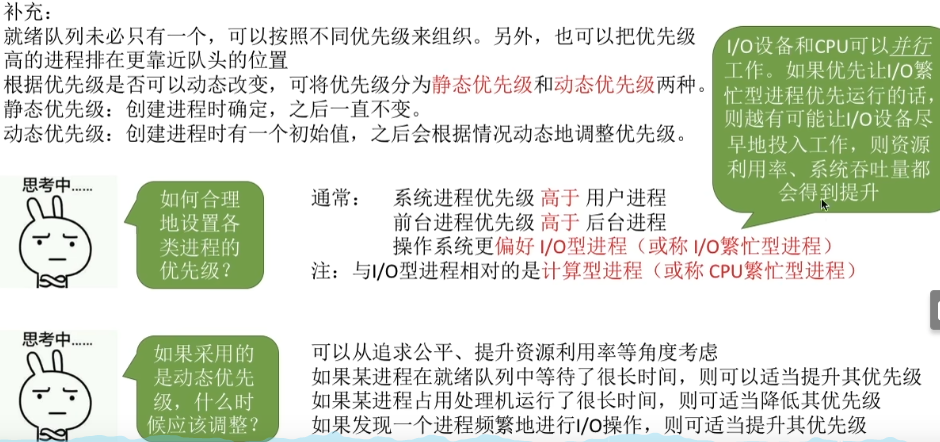 补充：
就绪队列未必只有一个，可以按照不同优先级来组织。另外，也可以把优先级
高的进程排在更靠近队头的位置
根据优先级是否可以动态改变，可将优先级分为静态优先级和动态优先级两种。
静态优先级：创建进程时确定，之后一直不变。
动态优先级：创建进程时有一个初始值，之后会根据情况动态地调整优先级。
I/O设备和CPU可以并行
工作。如果优先让I/O繁
忙型进程优先运行的话，
则越有可能让I/O设备尽
早地投入工作，则资源
利用率、系统吞吐量都
会得到提升
思考中......
如何合理
地设置各
类进程的
优先级？
通常： 系统进程优先级 高于 用户进程
前台进程优先级 高于 后台进程
操作系统更偏好 I/O型进程（或称 I/O繁忙型进程）
注：与I/O型进程相对的是计算型进程（或称 CPU繁忙型进程）
思考中......
如果采用的
是动态优先
级，什么时
候应该调整？
可以从追求公平、提升资源利用率等角度考虑
如果某进程在就绪队列中等待了很长时间，则可以适当提升其优先级
如果某进程占用处理机运行了很长时间，则可适当降低其优先级
如果发现一个进程频繁地进行I/O操作，则可适当提升其优先级